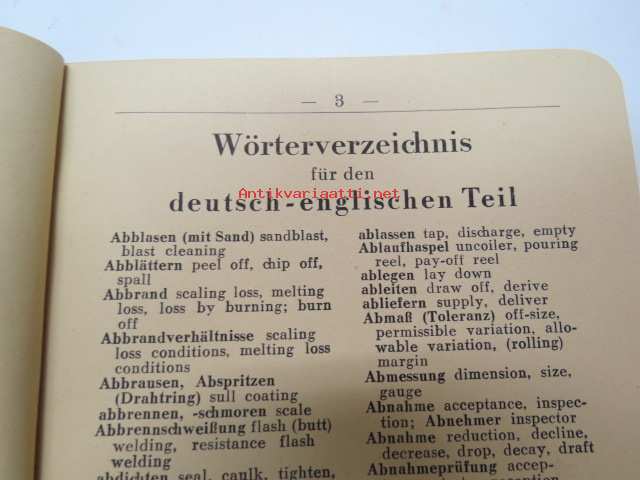 — 3 —
Wörterverzeichnis
für den
Antikvariaatti.net
deutsch-englischen Teil
Abblasen (mit Sand) sandblast,
blast cleaning
Abblättern peel off, chip off,
spall
Abbrand scaling loss, melting
loss, loss by burning; burn
off
Abbrandverhältnisse scaling
loss conditions, melting loss
conditions
Abbrausen, Abspritzen
(Drahtring) sull coating
abbrennen, -schmoren scale
Abbrennschweißung flash (butt)
welding, resistance flash
welding
abdichten seal, caulk, tighten,
ablassen tap, discharge, empty
Ablaufhaspel uncoiler, pouring
reel, pay-off reel
ablegen lay down
ableiten draw off, derive
abliefern supply, deliver
Abmaß (Toleranz) off-size,
permissible variation, allo-
wable variation, (rolling)
margin
Abmessung dimension, size,
gauge
Abnahme acceptance, inspec-
tion; Abnehmer inspector
Abnahme reduction, decline,
decrease, drop, decay, draft
Abnahmeprüfung accep-